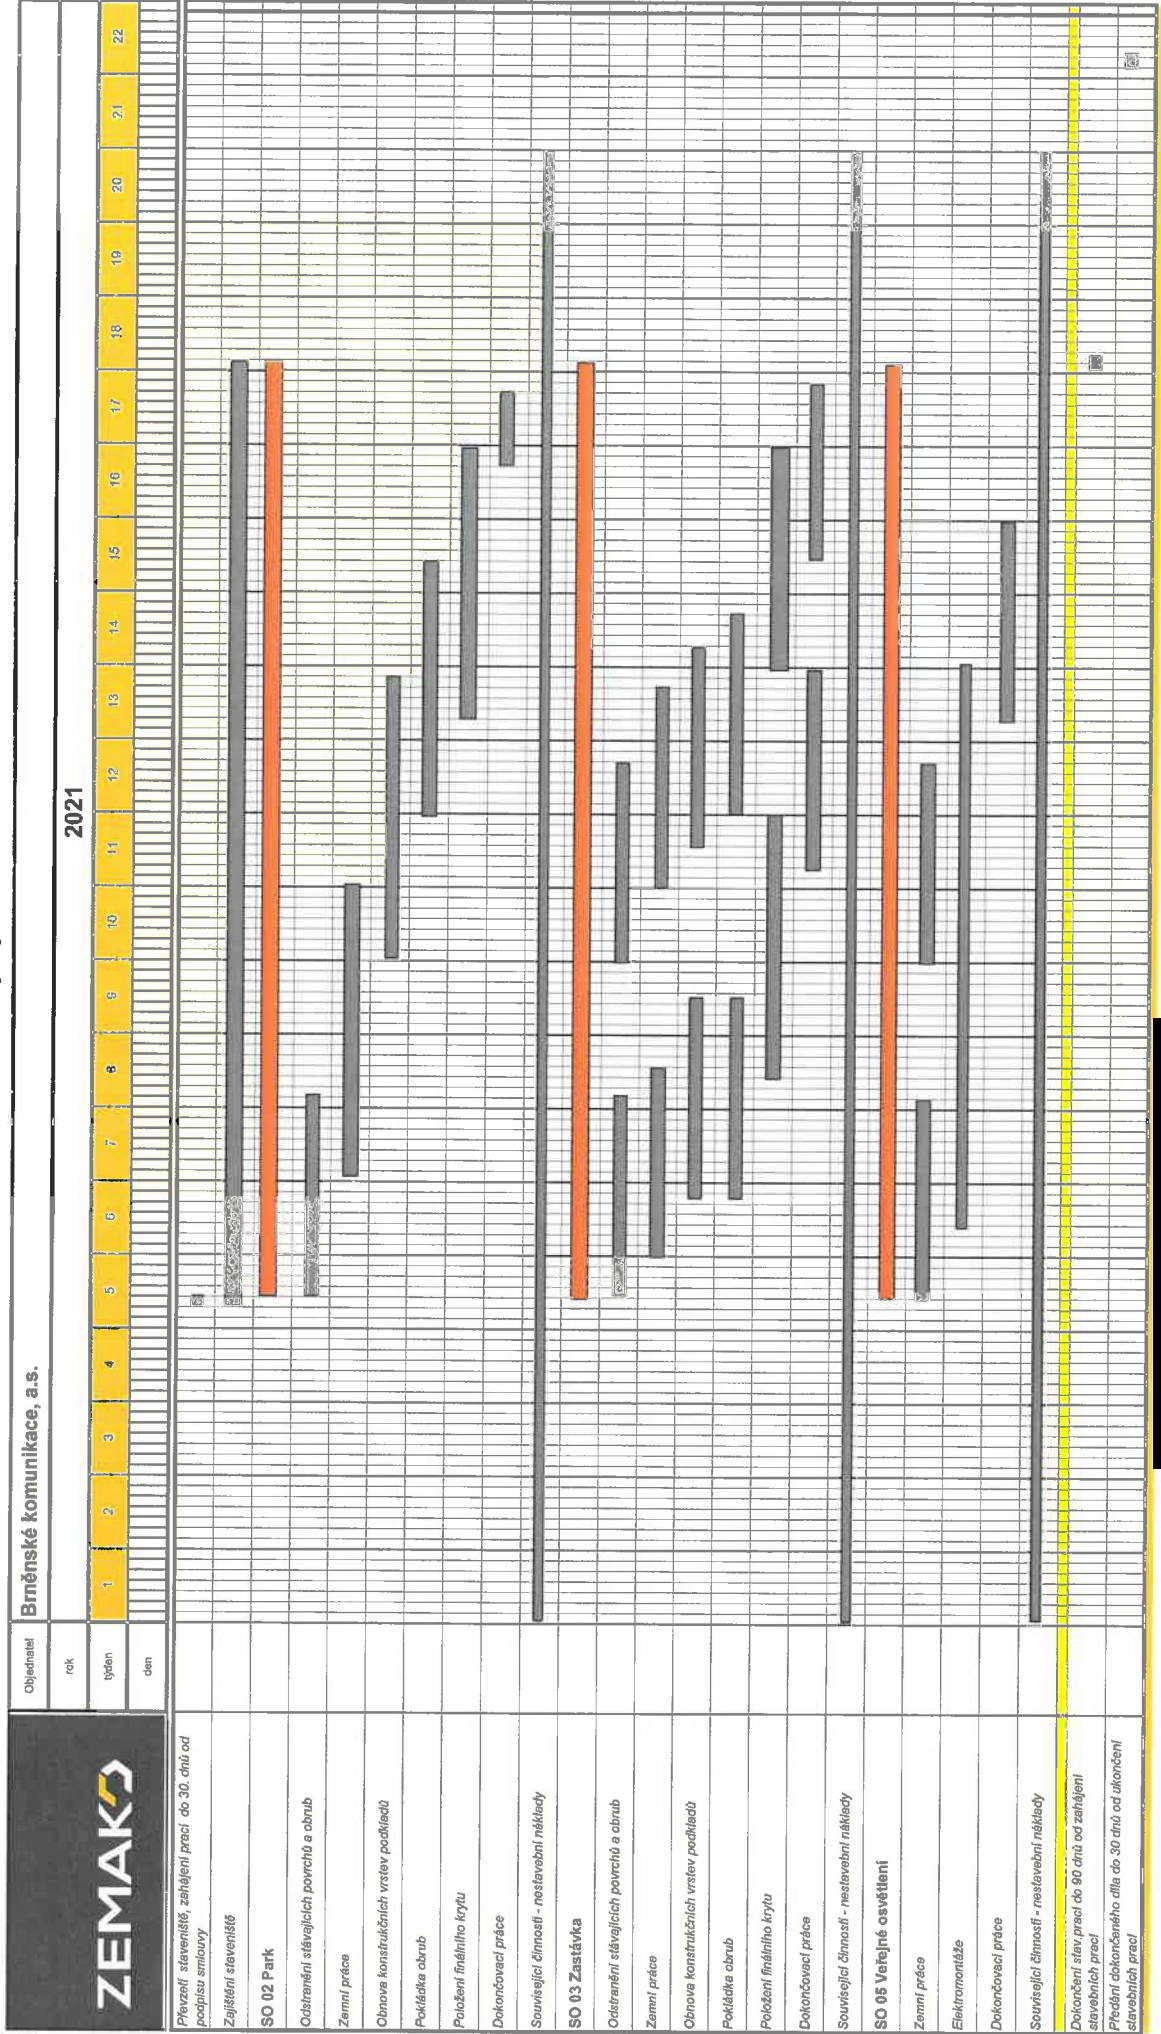 ZEMAKO
Objednatel
Brněnské komunikace, a.s.
rok
2021
týden
1 2 3 4 5 6 7 8 9 10 11 12 13 14 15 16 17 18 19 20 21 22
den
Převzetí staveniště, zahájení prací do 30. dnů od
podpisu smlouvy
Zajištění staveniště
SO 02 Park
Odstranění stávajících povrchů a obrub
Zemní práce
Obnova konstrukčních vrstev podkladů
Pokládka obrub
Položení finálního krytu
Dokončovací práce
Související činnosti - nestavební náklady
SO 03 Zastávka
Odstranění stávajících povrchů a obrub
Zemní práce
Obnova konstrukčních vrstev podkladů
Pokládka obrub
Položení finálního krytu
Dokončovací práce
Související činnosti - nestavební náklady
SO 05 Veřejné osvětlení
Zemní práce
Elektromontáže
Dokončovací práce
Související činnosti - nestavební náklady
Dokončení stav.prací do 90 dnů od zahájení
stavebních prací
Předání dokončeného díla do 30 dnů od ukončení
stavebních prací